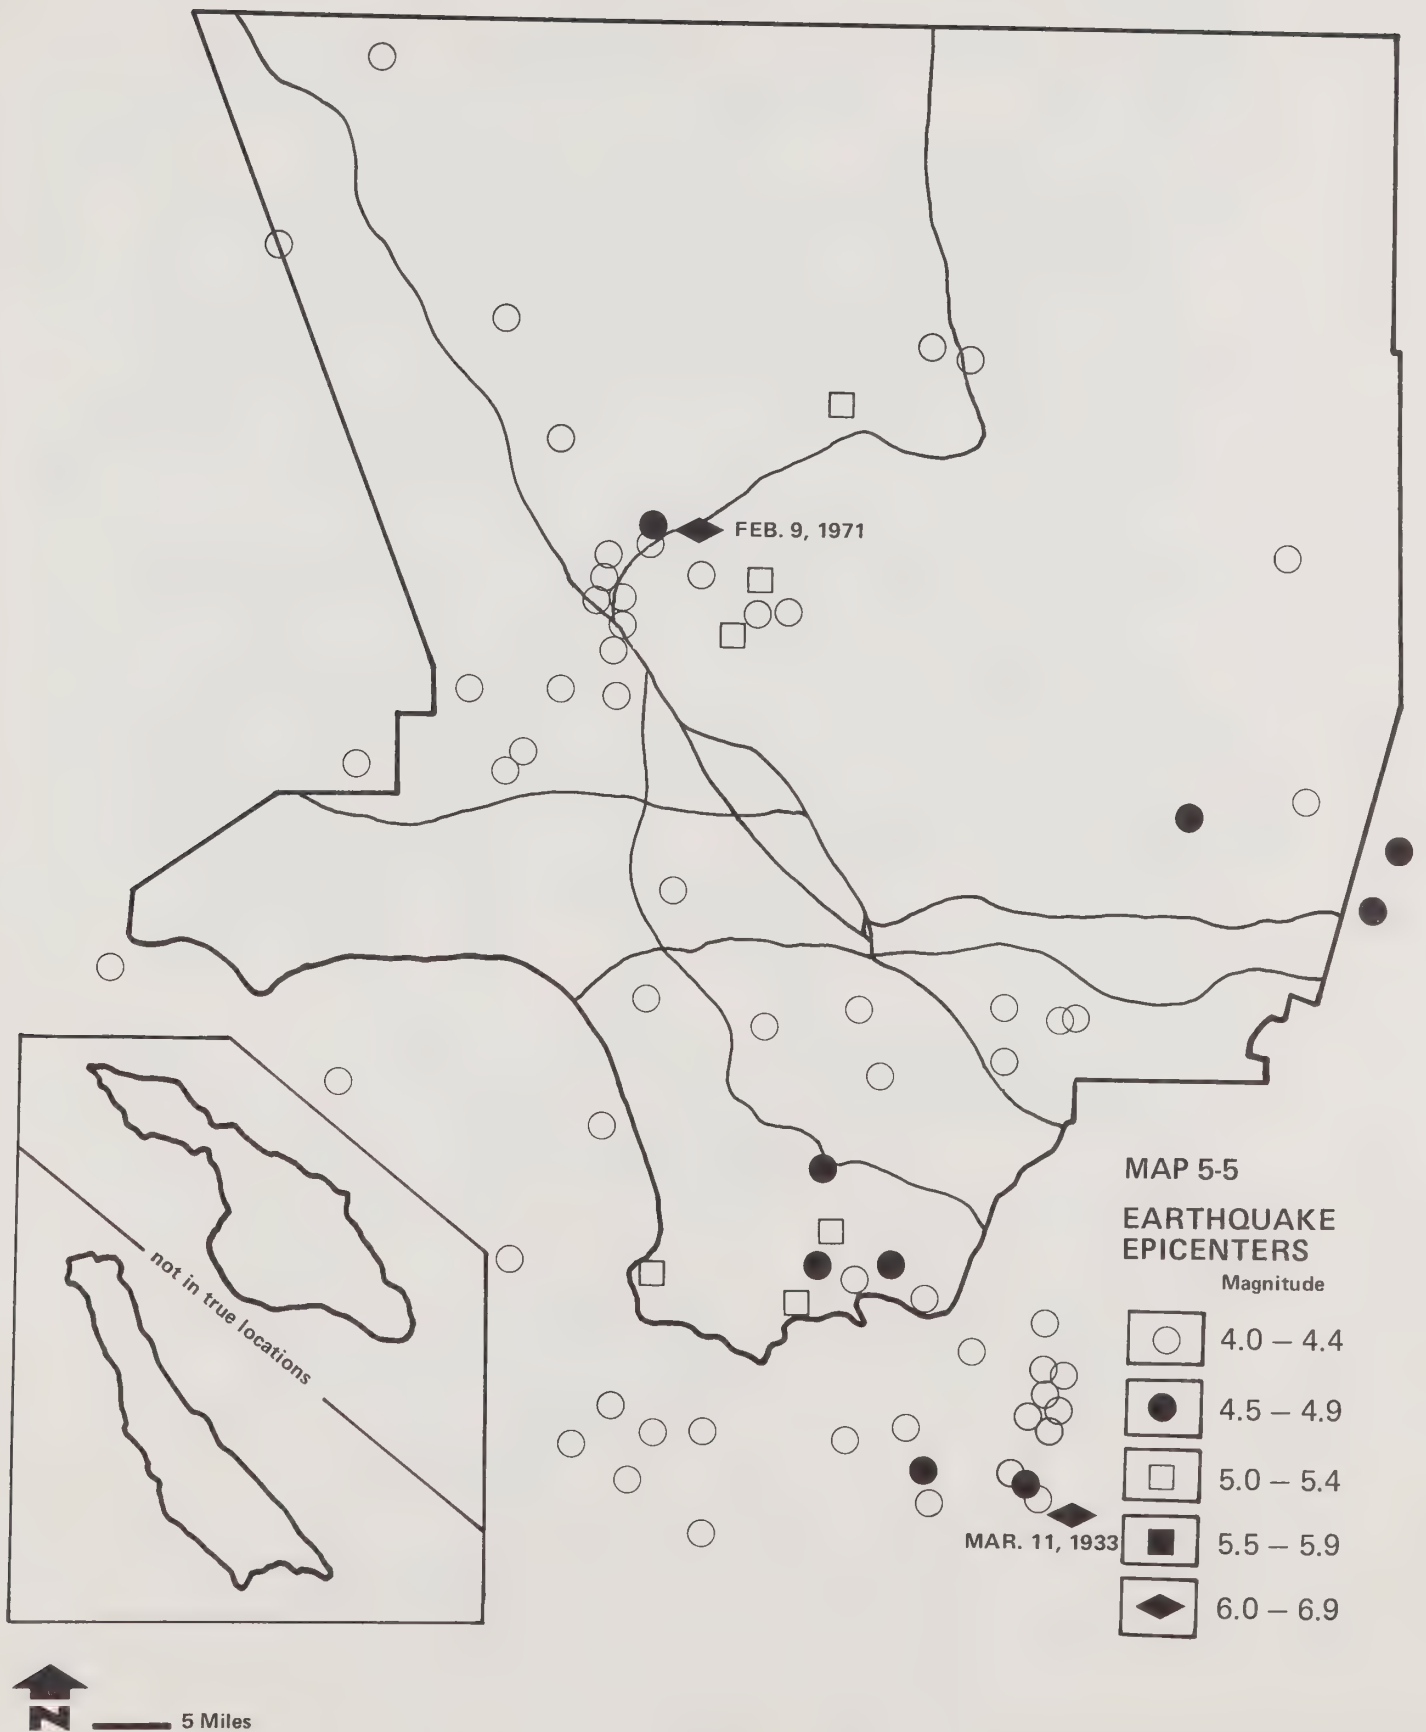 FEB. 9, 1971
not in true locations
MAP 5-5
EARTHQUAKE
EPICENTERS
Magnitude
4.0 – 4.4
4.5 – 4.9
5.0 – 5.4
5.5 – 5.9
6.0 – 6.9
MAR. 11, 1933
N
5 Miles